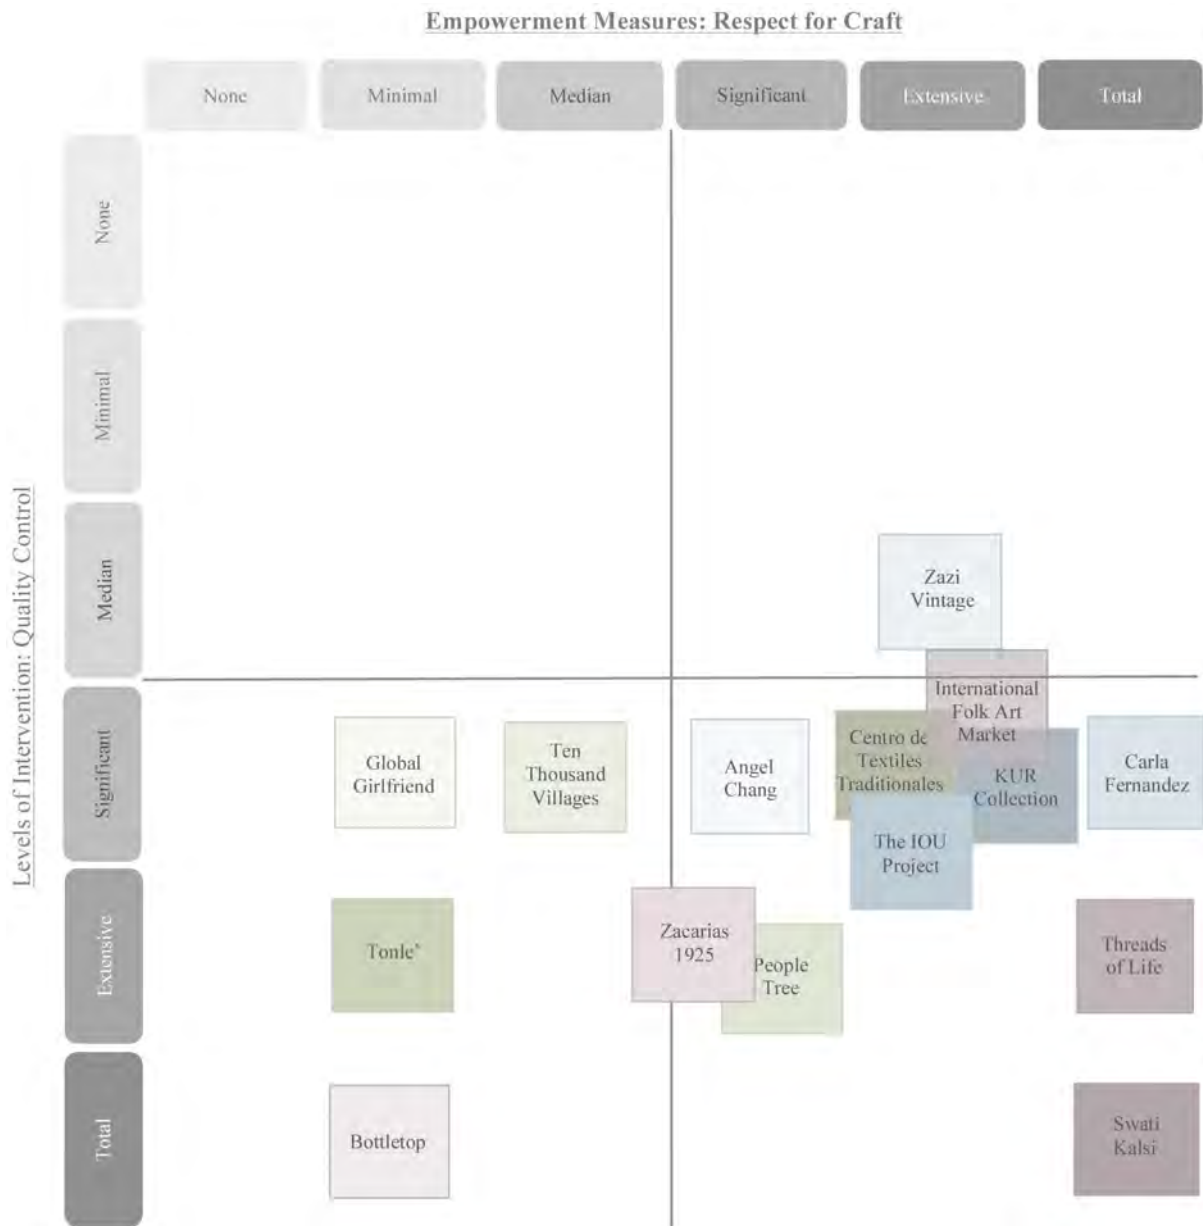 Empowerment Measures: Respect for Craft
None
Minimal
Median
Significant
Extensive
Total
Levels of Intervention: Quality Control
None
Minimal
Median
Significant
Extensive
Total
Zazi
Vintage
International
Folk Art
Market
Global
Girlfriend
Ten
Thousand
Villages
Angel
Chang
Centro de
Textiles
Traditionales
KUR
Collection
Carla
Fernandez
The IOU
Project
Tonle`
Zacarias
1925
People
Tree
Threads
of Life
Bottletop
Swati
Kalsi